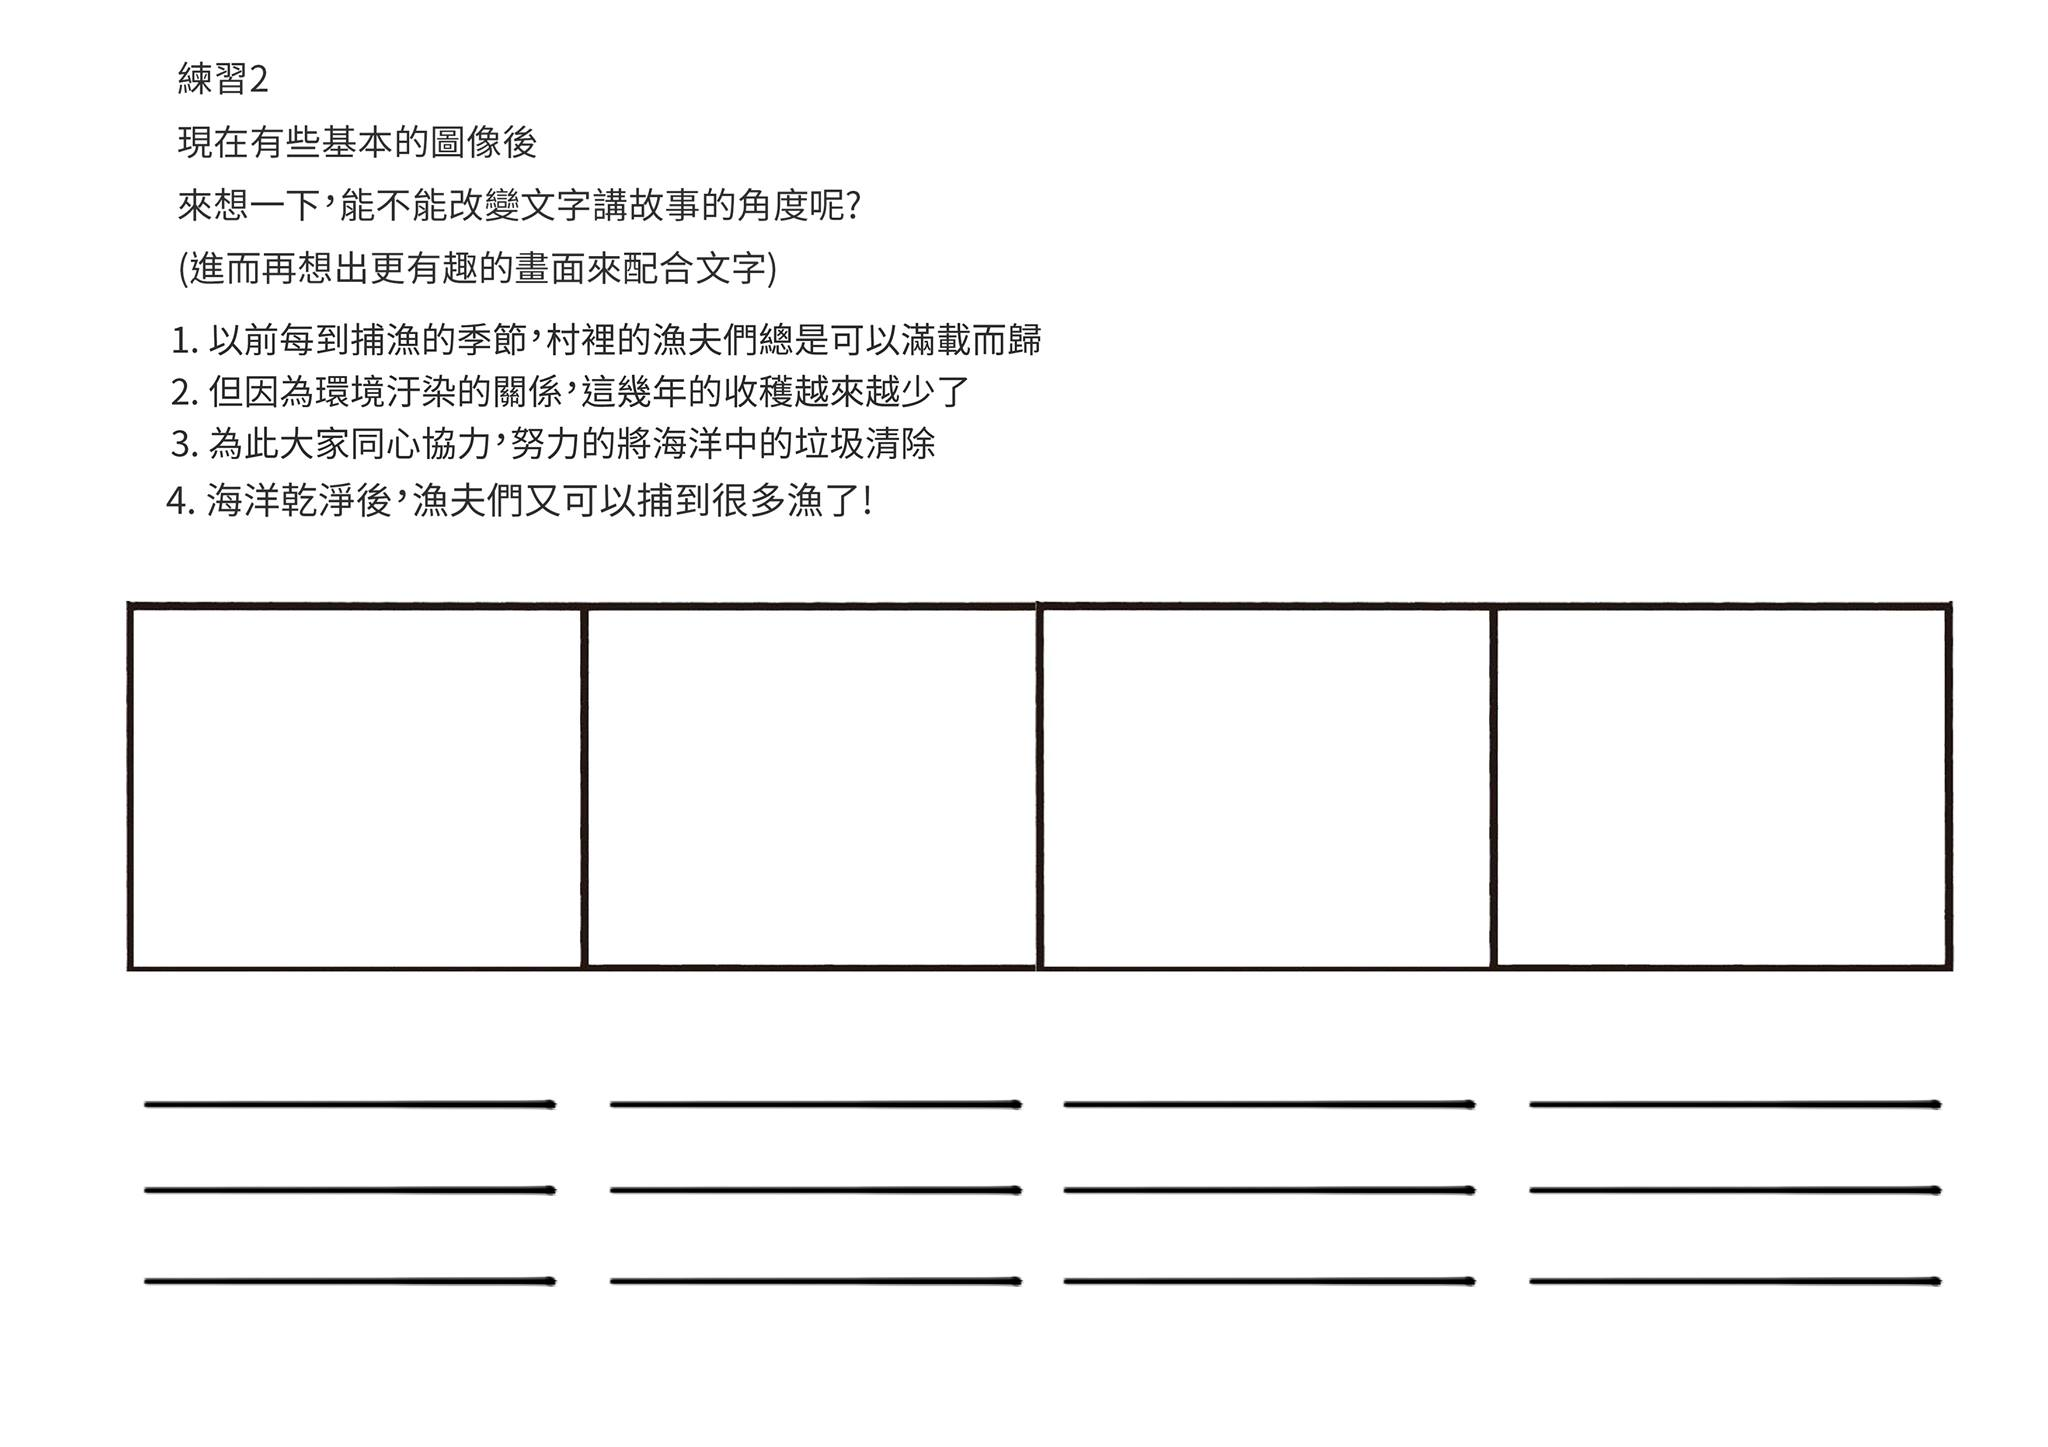 練習2
現在有些基本的圖像後
來想一下,能不能改變文字講故事的角度呢?
(進而再想出更有趣的畫面來配合文字)
1. 以前每到捕漁的季節,村裡的漁夫們總是可以滿載而歸
2. 但因為環境汙染的關係,這幾年的收穫越來越少了
3. 為此大家同心協力,努力的將海洋中的垃圾清除
4. 海洋乾淨後,漁夫們又可以捕到很多漁了!